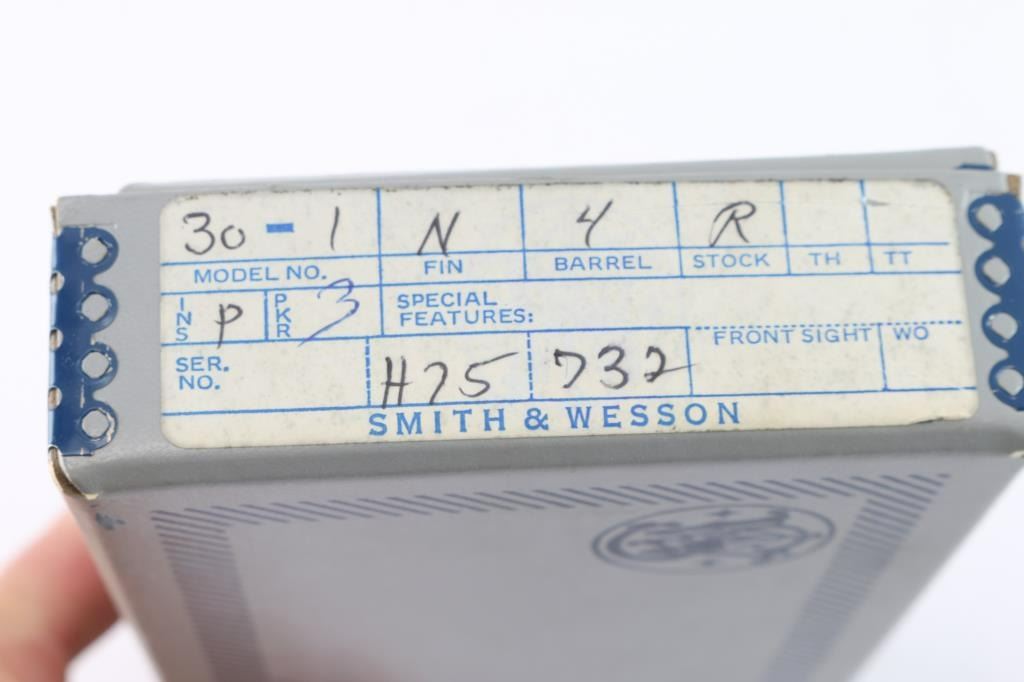 30-1 N 4 R
MODEL NO. FIN BARREL STOCK TH TT
INS P PKR 3 SPECIAL FEATURES:
SER. NO. H75 732 FRONT SIGHT WO
SMITH & WESSON